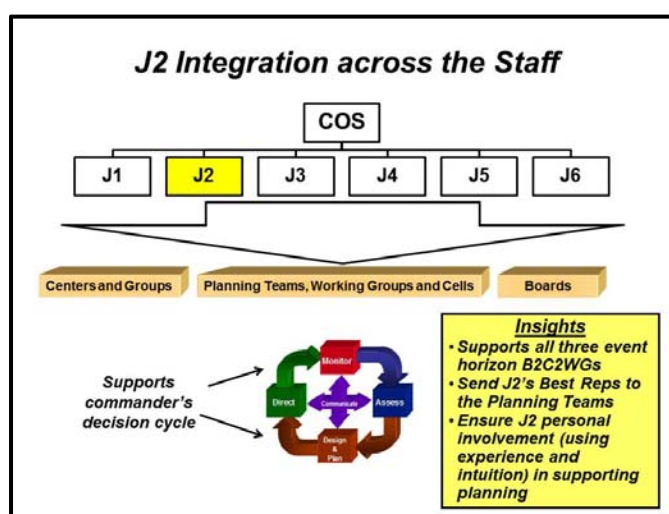 J2 Integration across the Staff
COS
J1 J2 J3 J4 J5 J6
Centers and Groups Planning Teams, Working Groups and Cells Boards
Supports
commander's
decision cycle
Monitor
Direct Communicate Assess
Design
&
Plan
Insights
• Supports all three event
horizon B2C2WGs
• Send J2's Best Reps to
the Planning Teams
• Ensure J2 personal
involvement (using
experience and
intuition) in supporting
planning